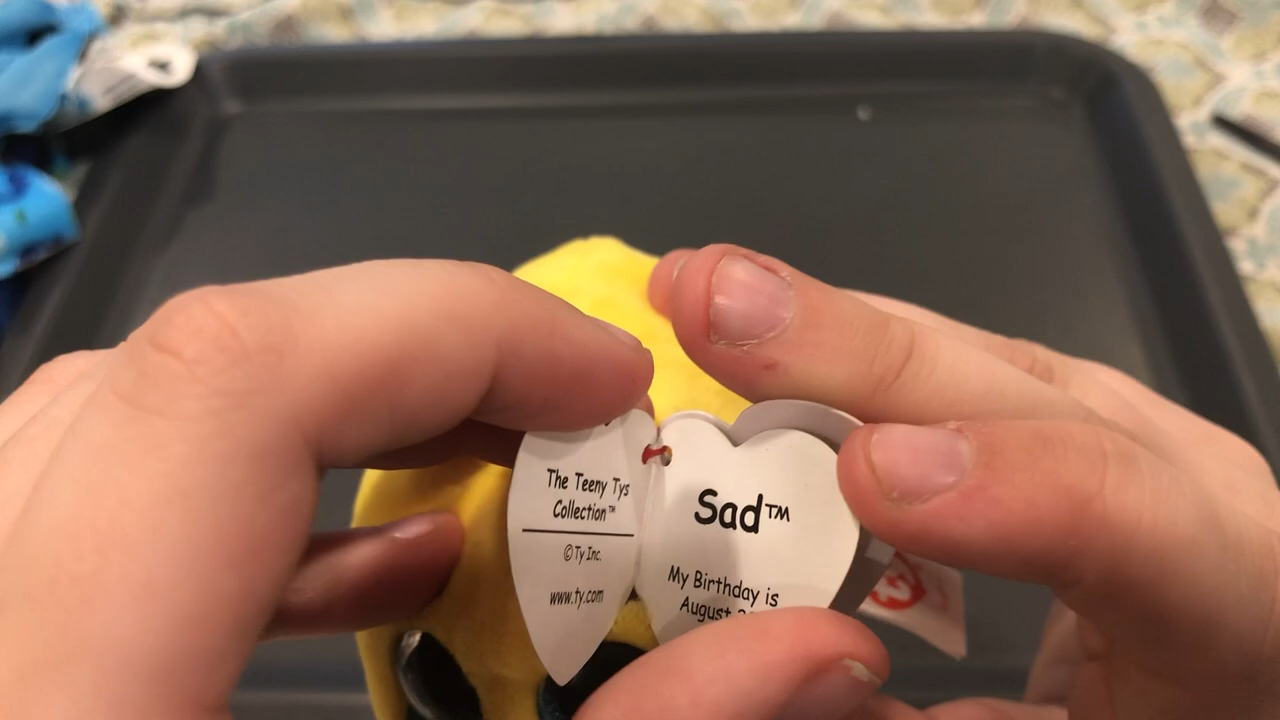 The Teeny Tys
Collection™
© Ty Inc.
www.ty.com
Sad™
My Birthday is
August